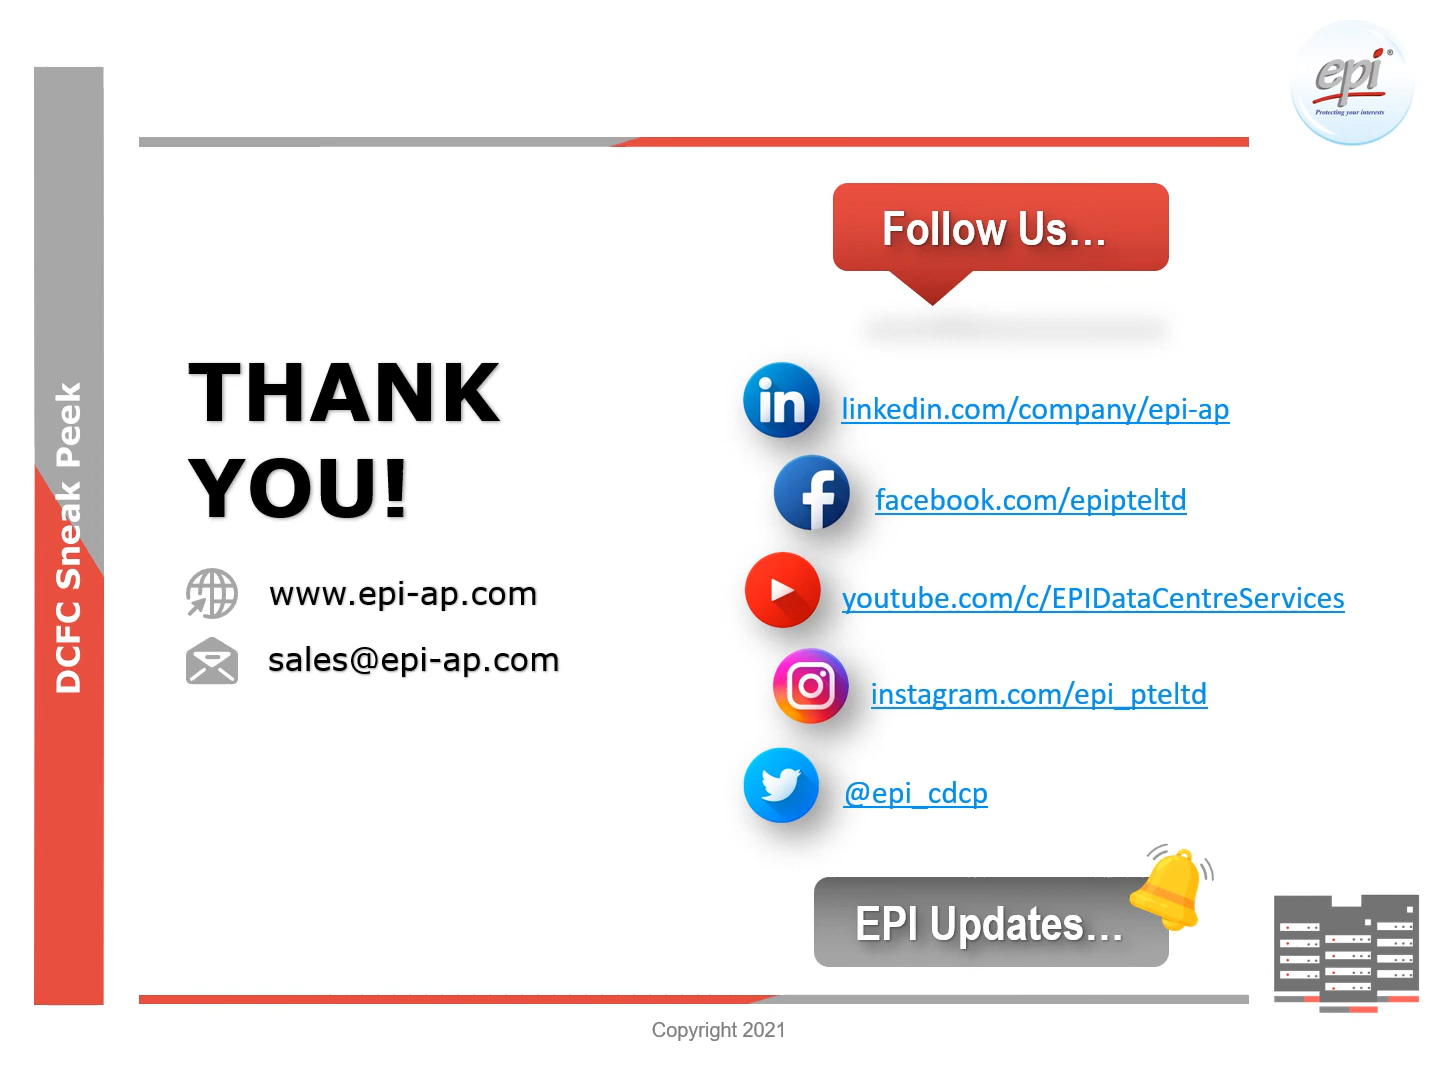 epi®
Protecting your interests
DCFC Sneak Peek
Follow Us...
THANK
YOU!
www.epi-ap.com
sales@epi-ap.com
in
linkedin.com/company/epi-ap
f
facebook.com/epipteltd
youtube.com/c/EPIDataCentreServices
instagram.com/epi_pteltd
@epi_cdcp
EPI Updates...
Copyright 2021